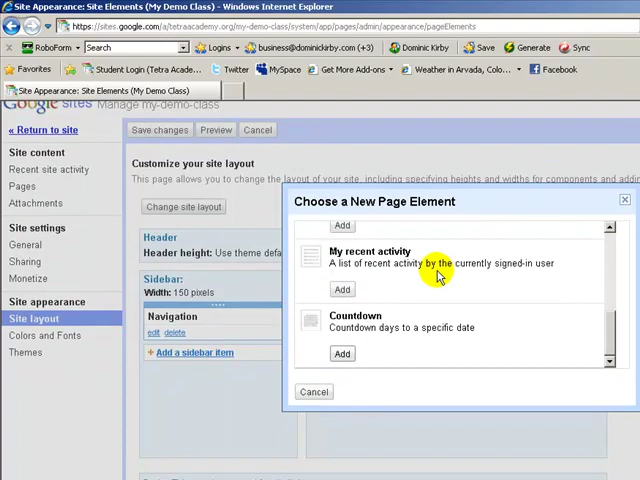 Site Appearance: Site Elements (My Demo Class) - Windows Internet Explorer
https://sites.google.com/a/tetraacademy.org/my-demo-class/system/app/pages/admin/appearance/pageElements
RoboForm Search Logins business@dominickirby.com (+3) Dominic Kirby Save Generate Sync
Favorites Student Login (Tetra Acade... Twitter MySpace Get More Add-ons Weather in Arvada, Color... Facebook
Site Appearance: Site Elements (My Demo Class)
Google sites Manage my-demo-class
« Return to site
Save changes Preview Cancel
Site content
Recent site activity
Pages
Attachments
Site settings
General
Sharing
Monetize
Site appearance
Site layout
Colors and Fonts
Themes
Customize your site layout
This page allows you to change the layout of your site, including specifying heights and widths for components and addin
Change site layout
Header
Header height: Use theme defa
Sidebar:
Width: 150 pixels
Navigation
edit delete
+ Add a sidebar item
Choose a New Page Element
Add
My recent activity
A list of recent activity by the currently signed-in user
Add
Countdown
Countdown days to a specific date
Add
Cancel